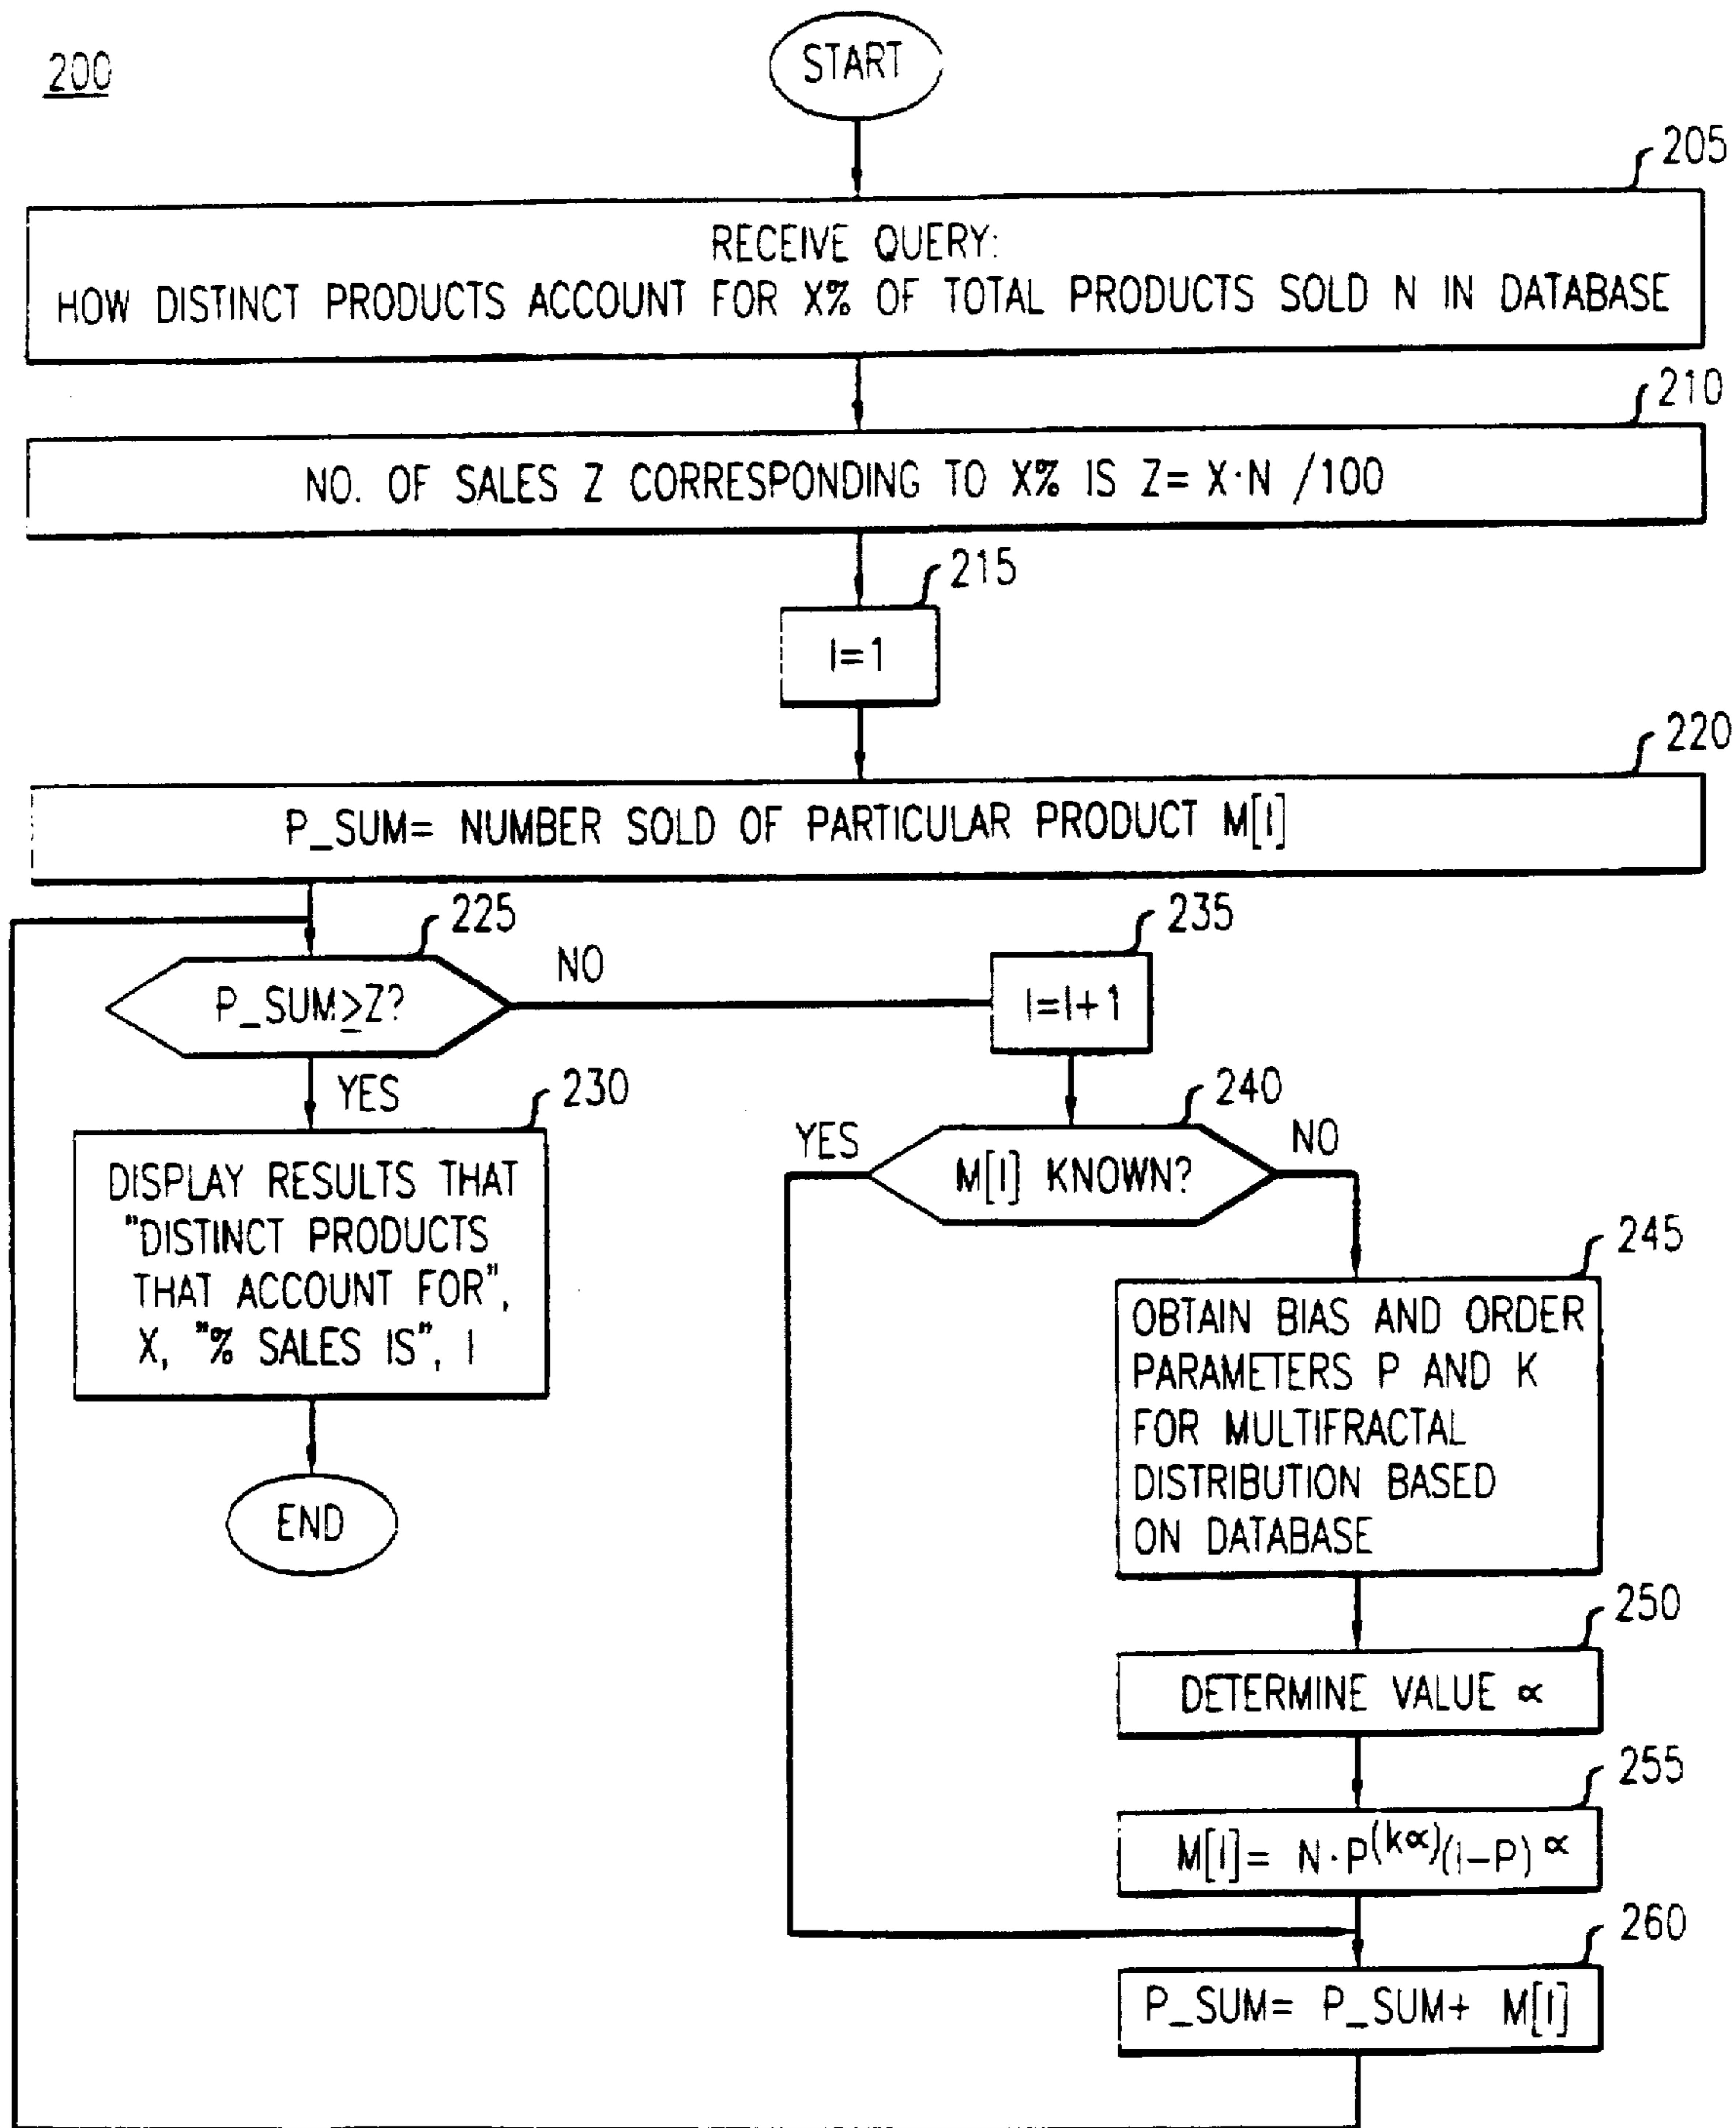 200
START
205
RECEIVE QUERY:
HOW DISTINCT PRODUCTS ACCOUNT FOR X% OF TOTAL PRODUCTS SOLD N IN DATABASE
210
NO. OF SALES Z CORRESPONDING TO X% IS Z= X·N /100
215
I=1
220
P_SUM= NUMBER SOLD OF PARTICULAR PRODUCT M[I]
225
P_SUM≥Z?
NO
235
I=I+1
YES
230
DISPLAY RESULTS THAT
"DISTINCT PRODUCTS
THAT ACCOUNT FOR",
X, "% SALES IS", I
END
240
YES
M[I] KNOWN?
NO
245
OBTAIN BIAS AND ORDER
PARAMETERS P AND K
FOR MULTIFRACTAL
DISTRIBUTION BASED
ON DATABASE
250
DETERMINE VALUE ∝
255
M[I]= N·P^(k∝)(I-P)^∝
260
P_SUM= P_SUM+ M[I]